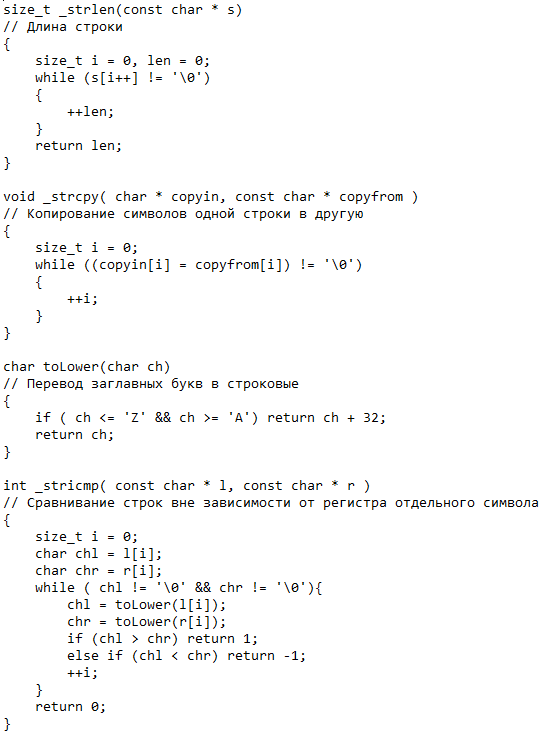 size_t _strlen(const char * s)
// Длина строки
{
    size_t i = 0, len = 0;
    while (s[i++] != '\0')
    {
        ++len;
    }
    return len;
}

void _strcpy( char * copyin, const char * copyfrom )
// Копирование символов одной строки в другую
{
    size_t i = 0;
    while ((copyin[i] = copyfrom[i]) != '\0')
    {
        ++i;
    }
}

char toLower(char ch)
// Перевод заглавных букв в строковые
{
    if ( ch <= 'Z' && ch >= 'A') return ch + 32;
    return ch;
}

int _stricmp( const char * l, const char * r )
// Сравнивание строк вне зависимости от регистра отдельного символа
{
    size_t i = 0;
    char chl = l[i];
    char chr = r[i];
    while ( chl != '\0' && chr != '\0'){
        chl = toLower(l[i]);
        chr = toLower(r[i]);
        if (chl > chr) return 1;
        else if (chl < chr) return -1;
        ++i;
    }
    return 0;
}